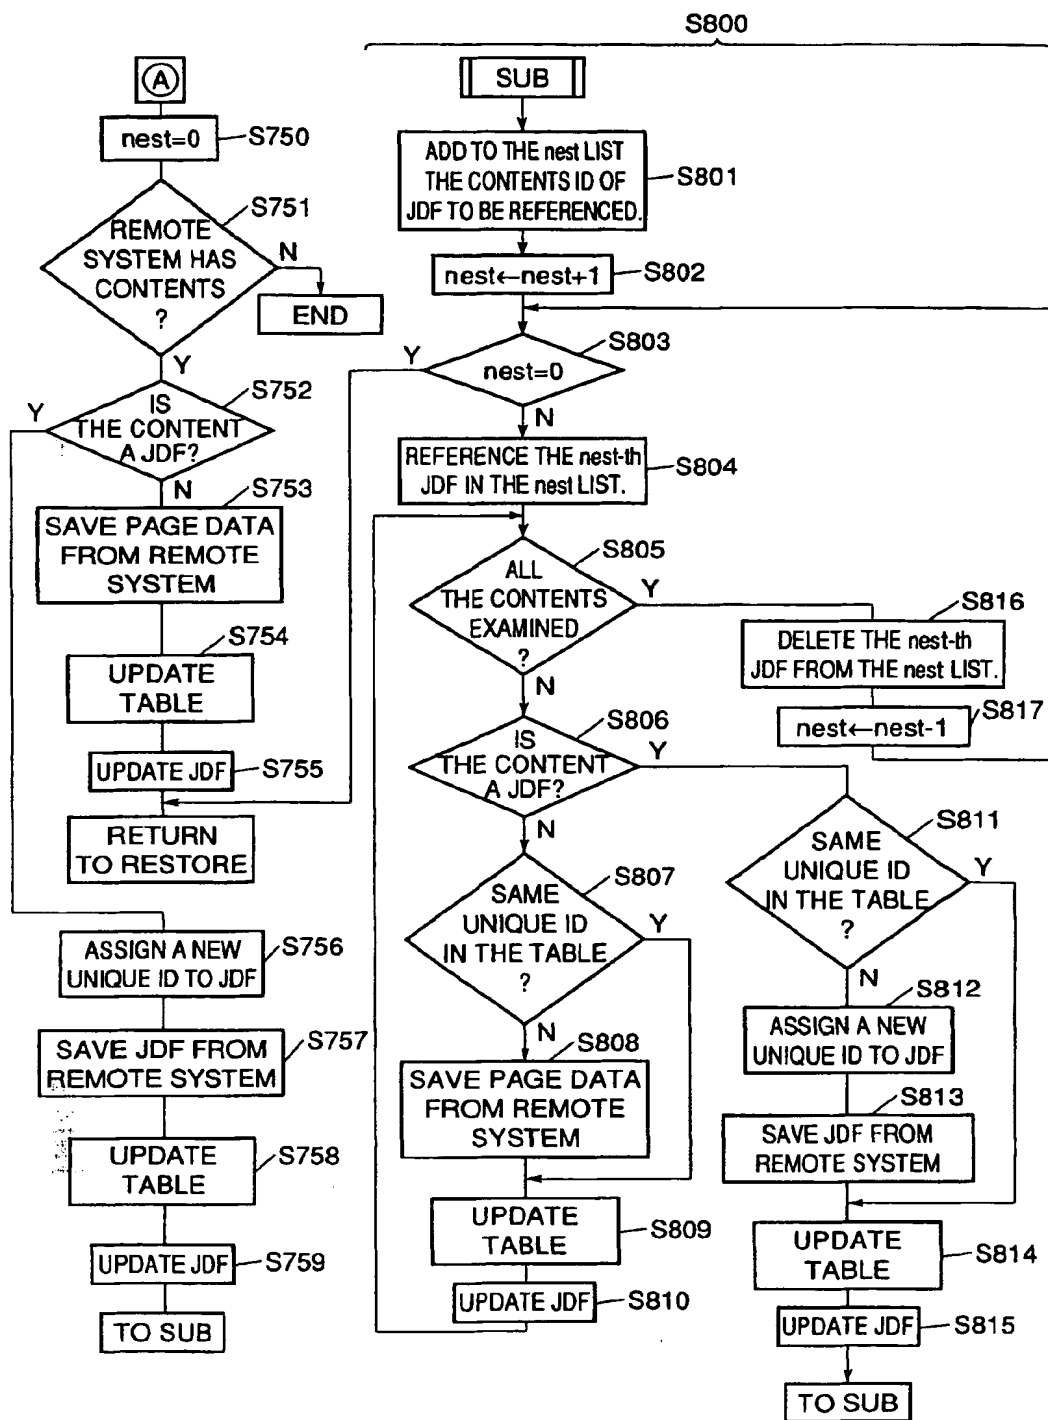 S800
A
nest=0
S750
REMOTE
SYSTEM HAS
CONTENTS
?
S751
N
END
Y
IS
THE CONTENT
A JDF?
S752
Y
N
SAVE PAGE DATA
FROM REMOTE
SYSTEM
S753
UPDATE
TABLE
S754
UPDATE JDF
S755
RETURN
TO RESTORE
ASSIGN A NEW
UNIQUE ID TO JDF
S756
SAVE JDF FROM
REMOTE SYSTEM
S757
UPDATE
TABLE
S758
UPDATE JDF
S759
TO SUB
SUB
ADD TO THE nest LIST
THE CONTENTS ID OF
JDF TO BE REFERENCED.
S801
nest←nest+1
S802
nest=0
S803
Y
N
REFERENCE THE nest-th
JDF IN THE nest LIST.
S804
ALL
THE CONTENTS
EXAMINED
?
S805
Y
N
IS
THE CONTENT
A JDF?
S806
Y
N
SAME
UNIQUE ID
IN THE TABLE
?
S807
Y
N
SAVE PAGE DATA
FROM REMOTE
SYSTEM
S808
UPDATE
TABLE
S809
UPDATE JDF
S810
DELETE THE nest-th
JDF FROM THE nest LIST.
S816
nest←nest-1
S817
SAME
UNIQUE ID
IN THE TABLE
?
S811
Y
N
ASSIGN A NEW
UNIQUE ID TO JDF
S812
SAVE JDF FROM
REMOTE SYSTEM
S813
UPDATE
TABLE
S814
UPDATE JDF
S815
TO SUB